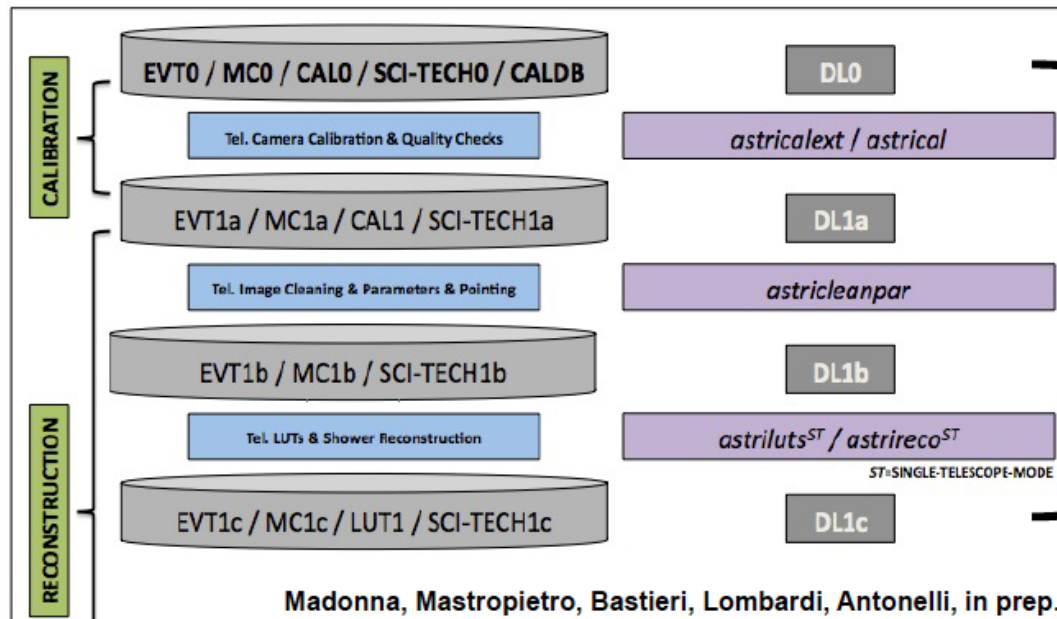 CALIBRATION
EVT0 / MC0 / CAL0 / SCI-TECH0 / CALDB
DL0
Tel. Camera Calibration & Quality Checks
astricalext / astrical
EVT1a / MC1a / CAL1 / SCI-TECH1a
DL1a
RECONSTRUCTION
Tel. Image Cleaning & Parameters & Pointing
astricleanpar
EVT1b / MC1b / SCI-TECH1b
DL1b
Tel. LUTs & Shower Reconstruction
astriluts^ST / astrireco^ST
ST=SINGLE-TELESCOPE-MODE
EVT1c / MC1c / LUT1 / SCI-TECH1c
DL1c
Madonna, Mastropietro, Bastieri, Lombardi, Antonelli, in prep.